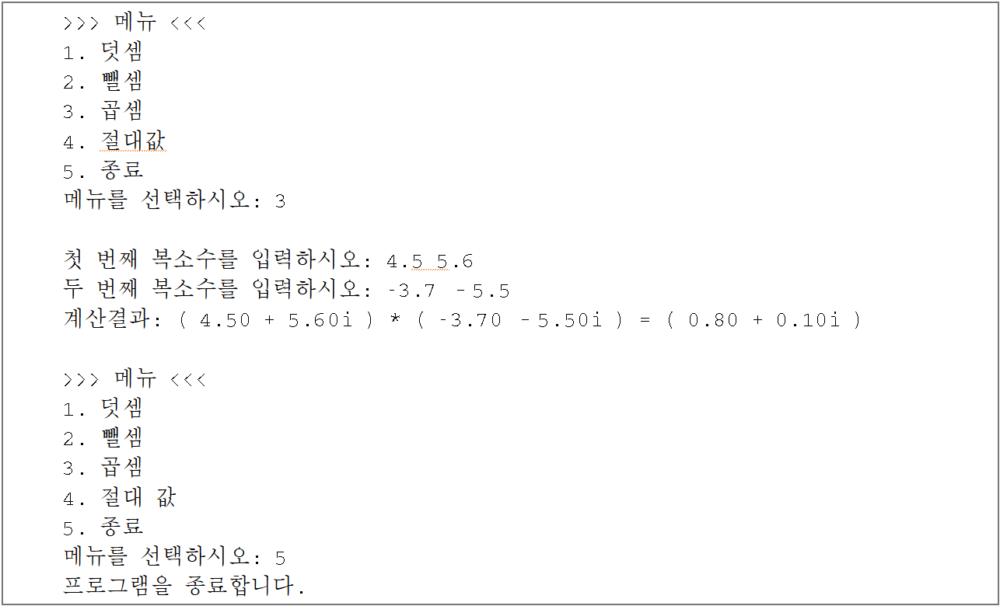 >>> 메뉴 <<<
1. 덧셈
2. 뺄셈
3. 곱셈
4. 절대값
5. 종료
메뉴를 선택하시오: 3
첫 번째 복소수를 입력하시오: 4.5 5.6
두 번째 복소수를 입력하시오: -3.7 -5.5
계산결과: ( 4.50 + 5.60i ) * ( -3.70 -5.50i ) = ( 0.80 + 0.10i )
>>> 메뉴 <<<
1. 덧셈
2. 뺄셈
3. 곱셈
4. 절대 값
5. 종료
메뉴를 선택하시오: 5
프로그램을 종료합니다.